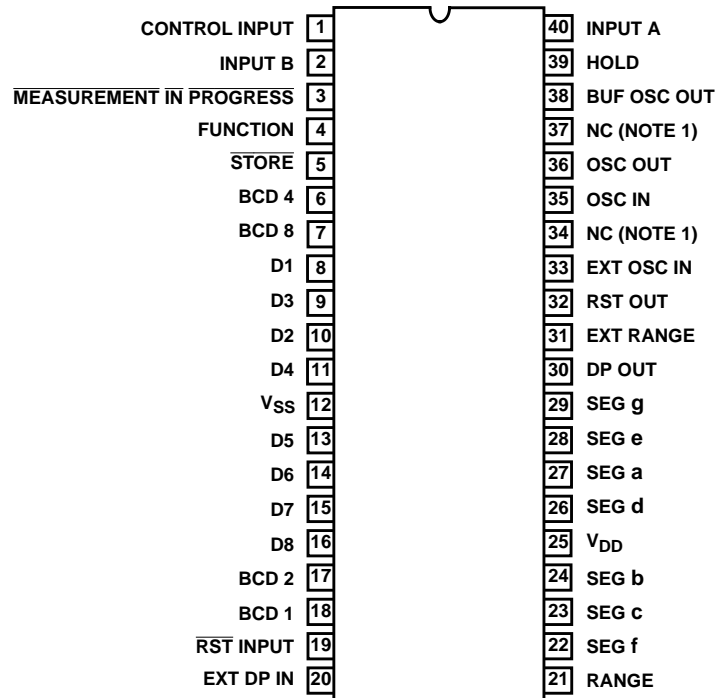 CONTROL INPUT 1 40 INPUT A
INPUT B 2 39 HOLD
MEASUREMENT IN PROGRESS 3 38 BUF OSC OUT
FUNCTION 4 37 NC (NOTE 1)
STORE 5 36 OSC OUT
BCD 4 6 35 OSC IN
BCD 8 7 34 NC (NOTE 1)
D1 8 33 EXT OSC IN
D3 9 32 RST OUT
D2 10 31 EXT RANGE
D4 11 30 DP OUT
VSS 12 29 SEG g
D5 13 28 SEG e
D6 14 27 SEG a
D7 15 26 SEG d
D8 16 25 VDD
BCD 2 17 24 SEG b
BCD 1 18 23 SEG c
RST INPUT 19 22 SEG f
EXT DP IN 20 21 RANGE